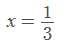 x = 1/3